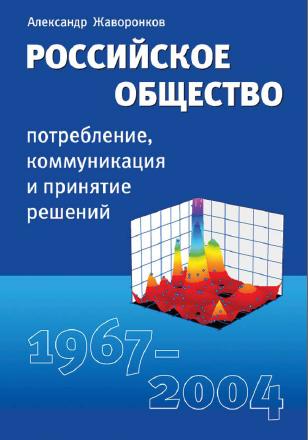 Александр Жаворонков
РОССИЙСКОЕ
ОБЩЕСТВО
потребление,
коммуникация
и принятие
решений
1967–
2004